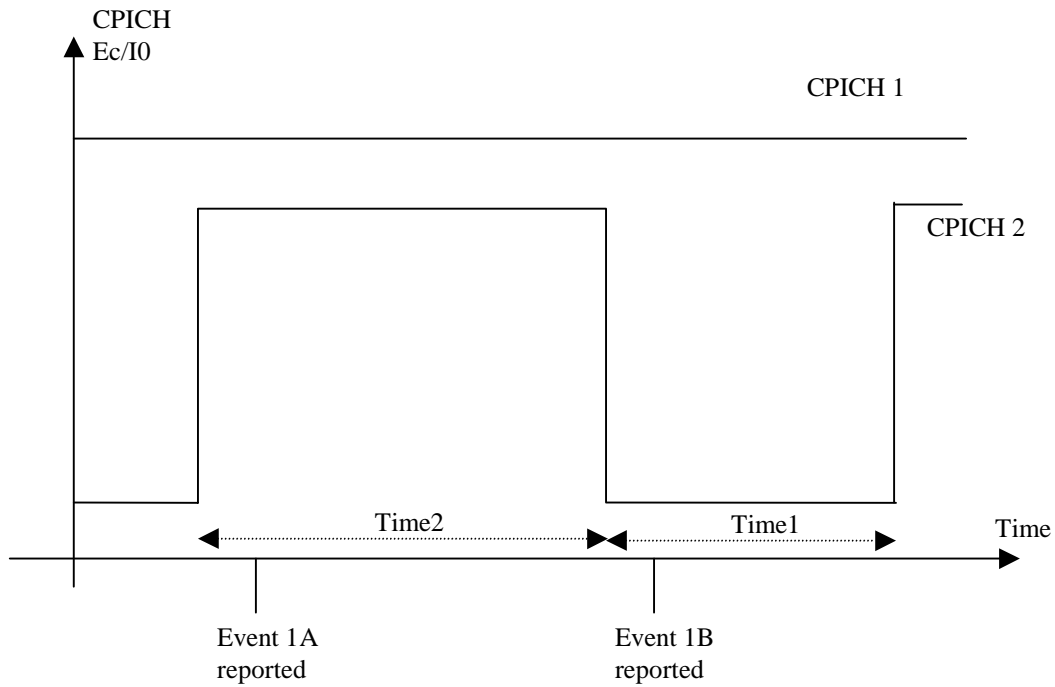 CPICH
Ec/I0
CPICH 1
CPICH 2
Time2
Time1
Time
Event 1A
reported
Event 1B
reported